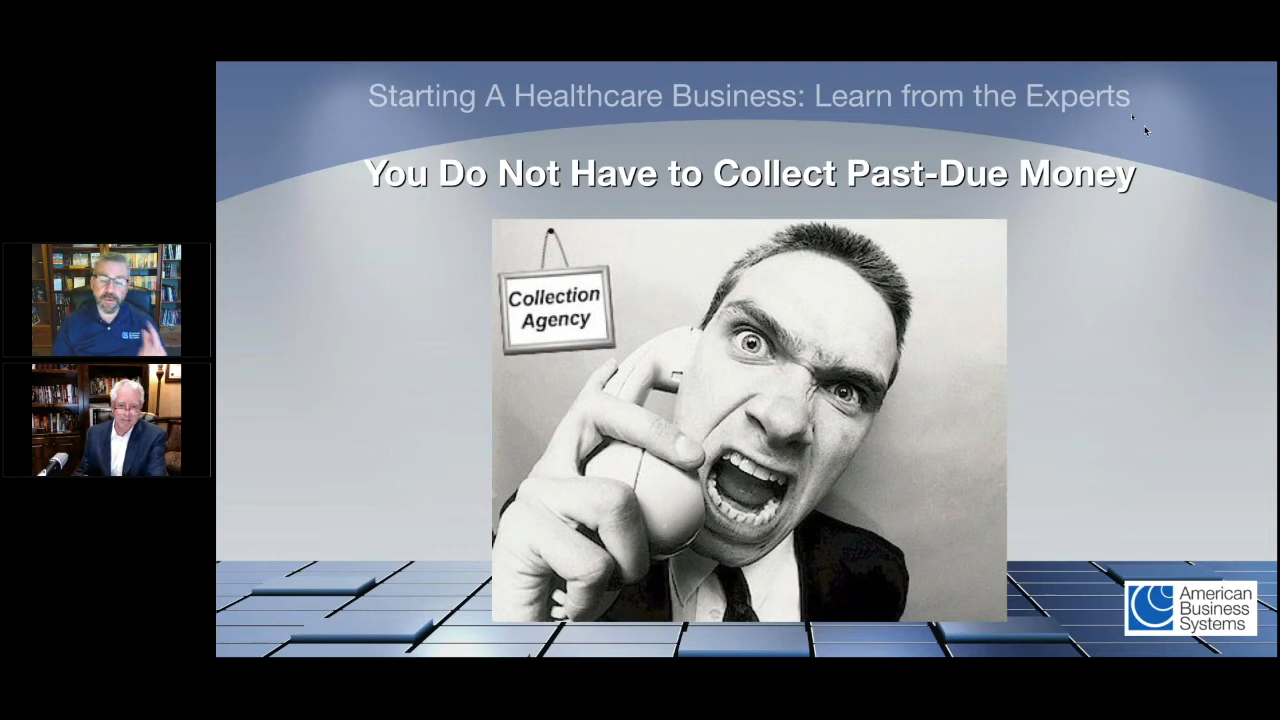 Starting A Healthcare Business: Learn from the Experts
You Do Not Have to Collect Past-Due Money
Collection
Agency
American
Business
Systems